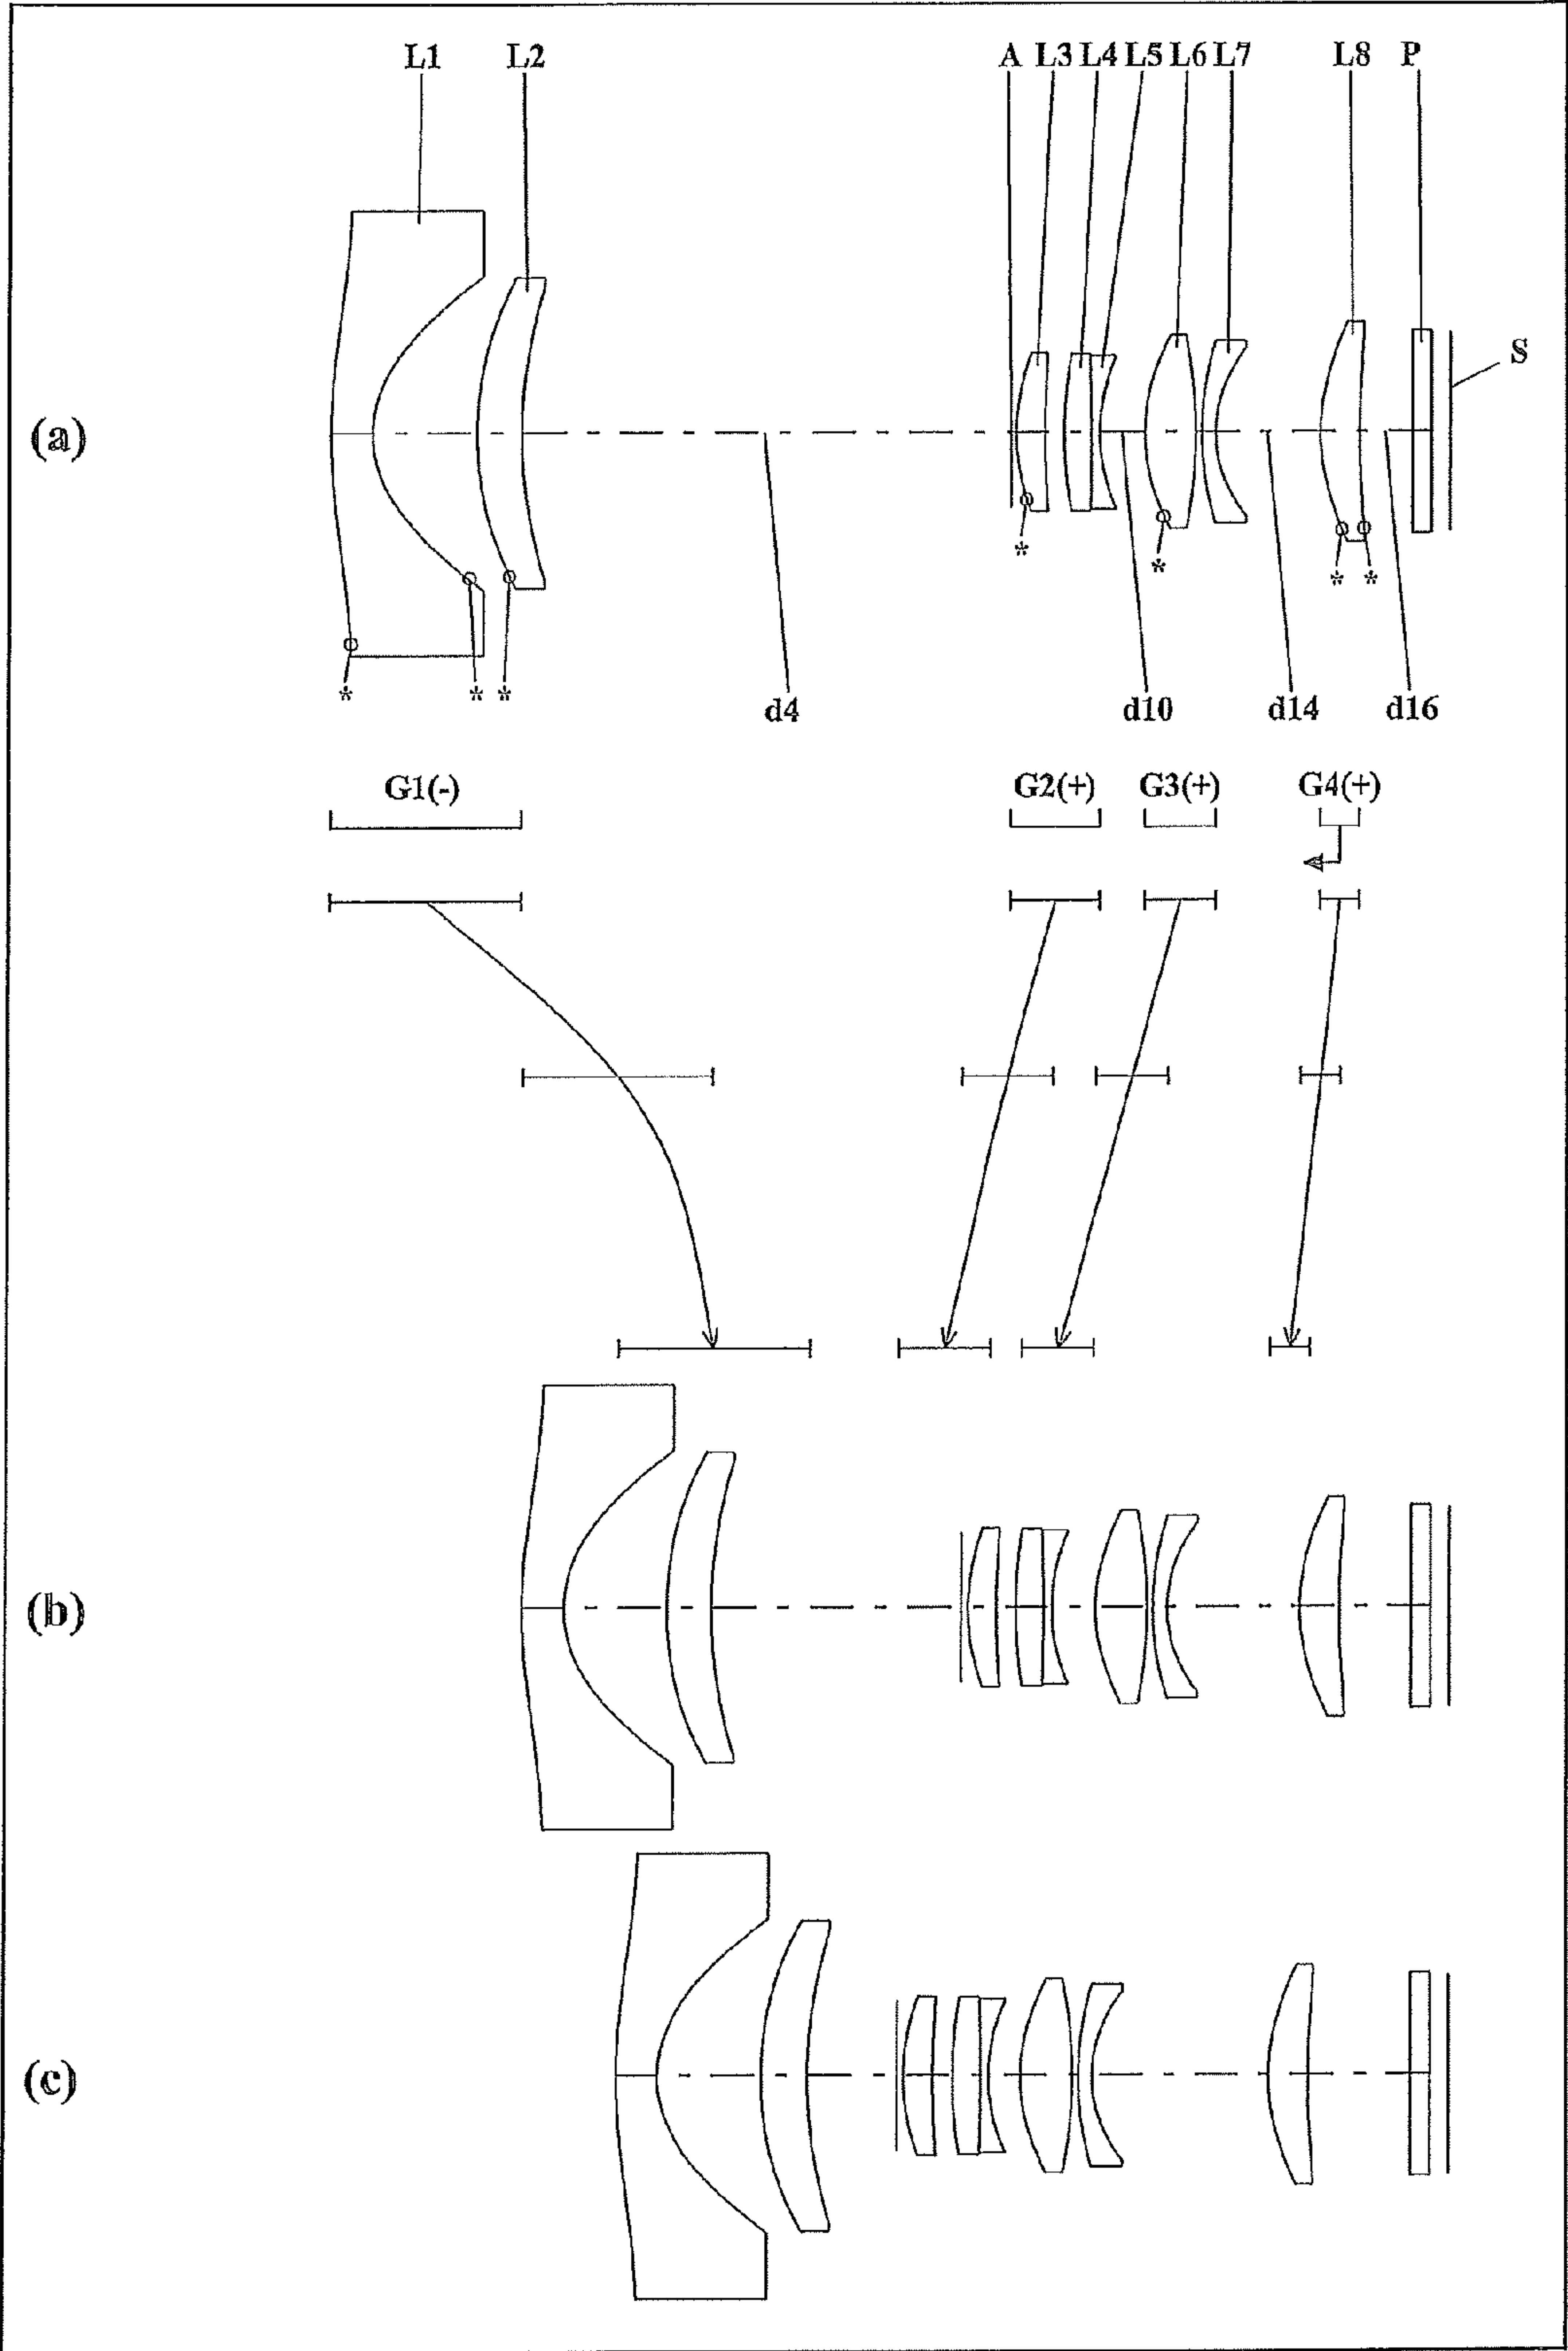 L1 L2 A L3 L4 L5 L6 L7 L8 P
S
(a)
* * * *
* * * *
d4 d10 d14 d16
G1(-) G2(+) G3(+) G4(+)
(b)
(c)